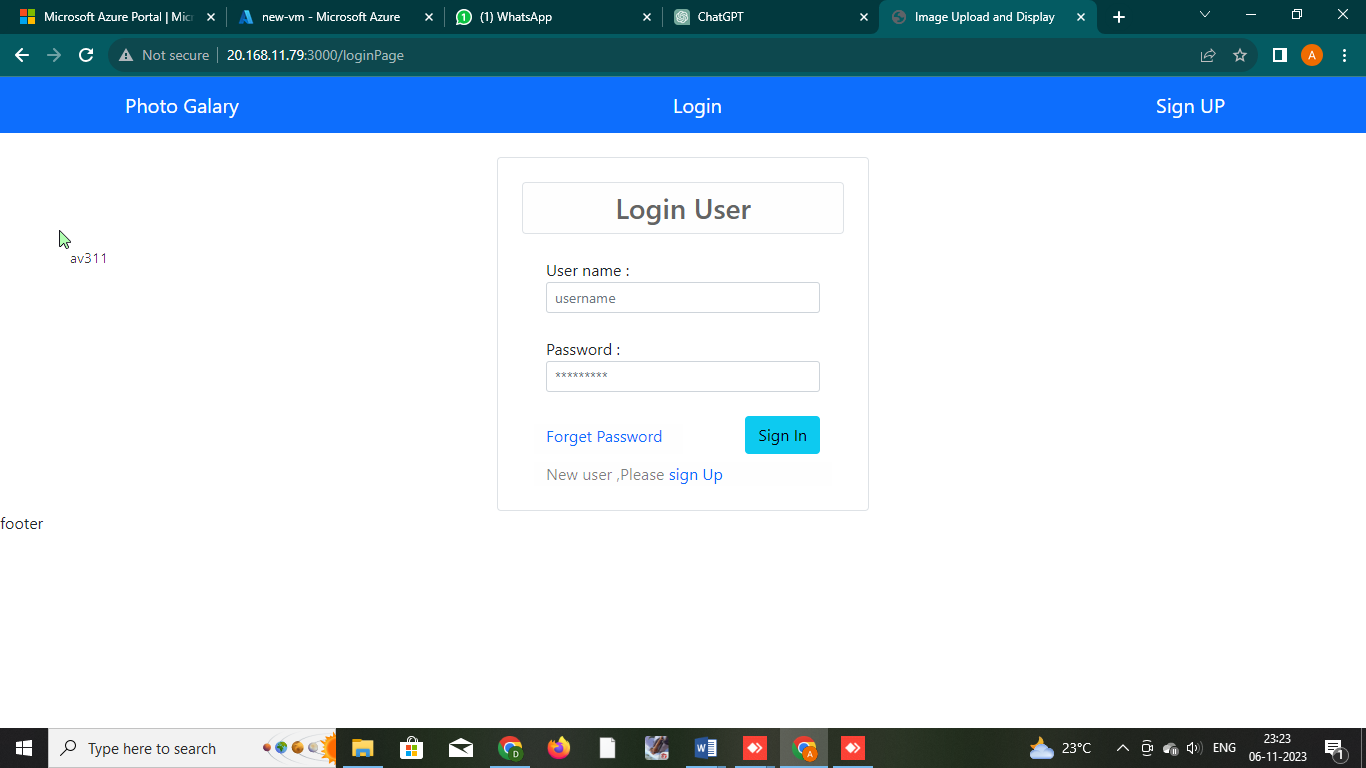 Microsoft Azure Portal | Micr
new-vm - Microsoft Azure
(1) WhatsApp
ChatGPT
Image Upload and Display
Not secure
20.168.11.79:3000/loginPage
A
Photo Galary
Login
Sign UP
Login User
av311
User name :
username
Password :
*********
Forget Password
Sign In
New user ,Please sign Up
footer
Type here to search
23°C
ENG
23:23
06-11-2023
1